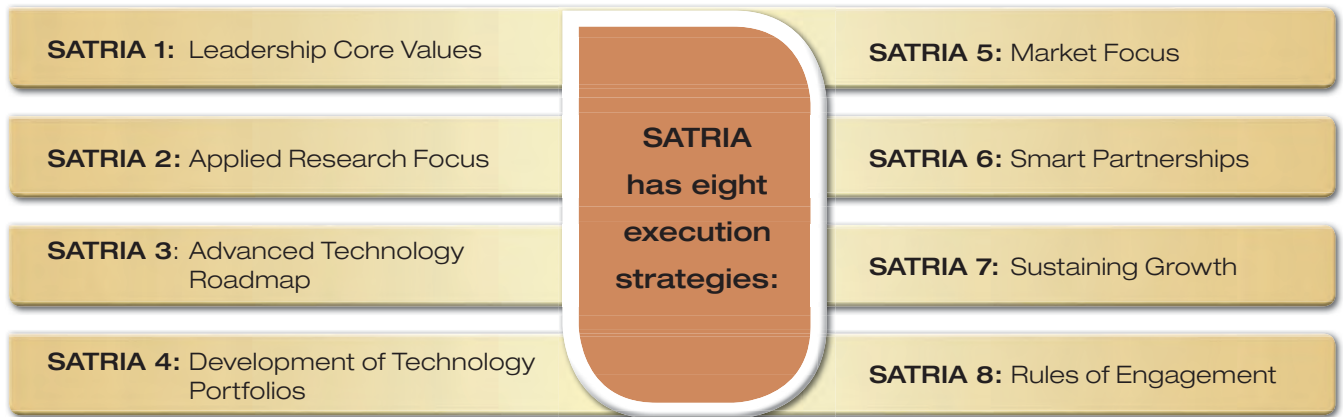 SATRIA 1: Leadership Core Values
SATRIA 2: Applied Research Focus
SATRIA 3: Advanced Technology
Roadmap
SATRIA 4: Development of Technology
Portfolios
SATRIA
has eight
execution
strategies:
SATRIA 5: Market Focus
SATRIA 6: Smart Partnerships
SATRIA 7: Sustaining Growth
SATRIA 8: Rules of Engagement